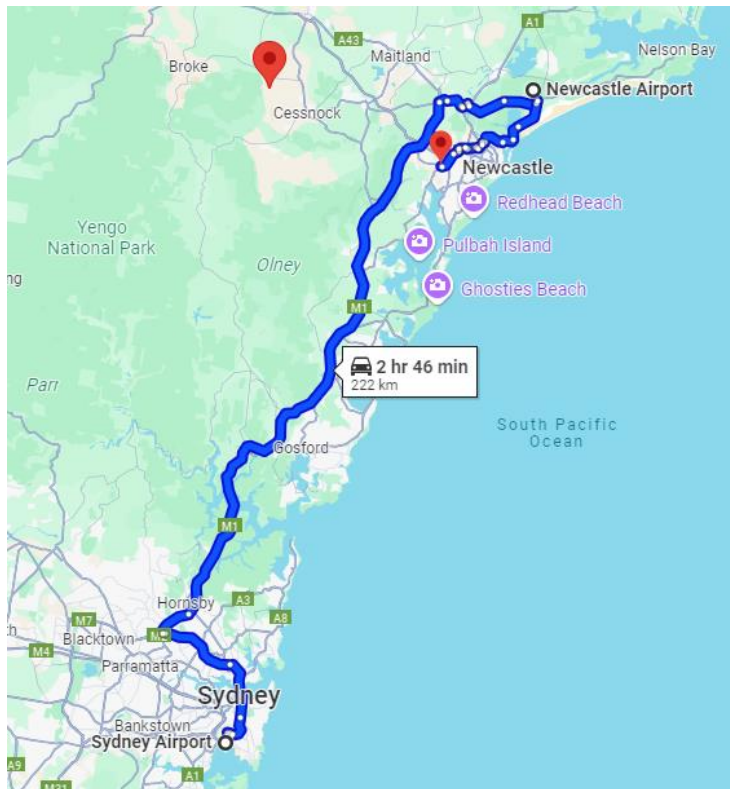 A1
Nelson Bay
A43
Maitland
Broke
Newcastle Airport
Cessnock
Newcastle
Redhead Beach
Yengo
National Park
Pulbah Island
Olney
ng
Ghosties Beach
M1
2 hr 46 min
222 km
Parr
South Pacific
Ocean
Gosford
M1
Hornsby
A3
M7
A8
Blacktown
M2
M4
Parramatta
Sydney
Bankstown
Sydney Airport
A9
A1
M31